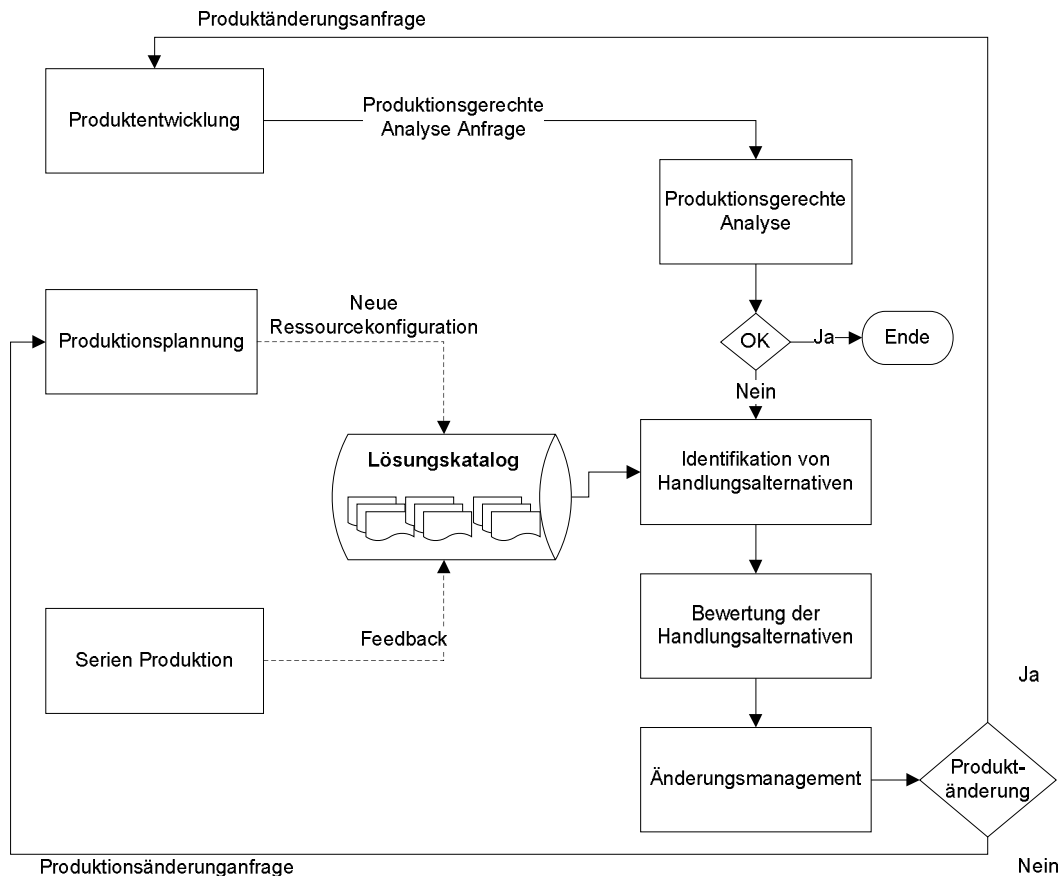 Produktänderungsanfrage
Produktentwicklung
Produktionsgerechte
Analyse Anfrage
Produktionsgerechte
Analyse
Neue
Ressourcekonfiguration
Produktionsplannung
OK
Ja
Ende
Nein
Lösungskatalog
Identifikation von
Handlungsalternativen
Bewertung der
Handlungsalternativen
Feedback
Serien Produktion
Ja
Änderungsmanagement
Produkt-
änderung
Produktionsänderunganfrage
Nein